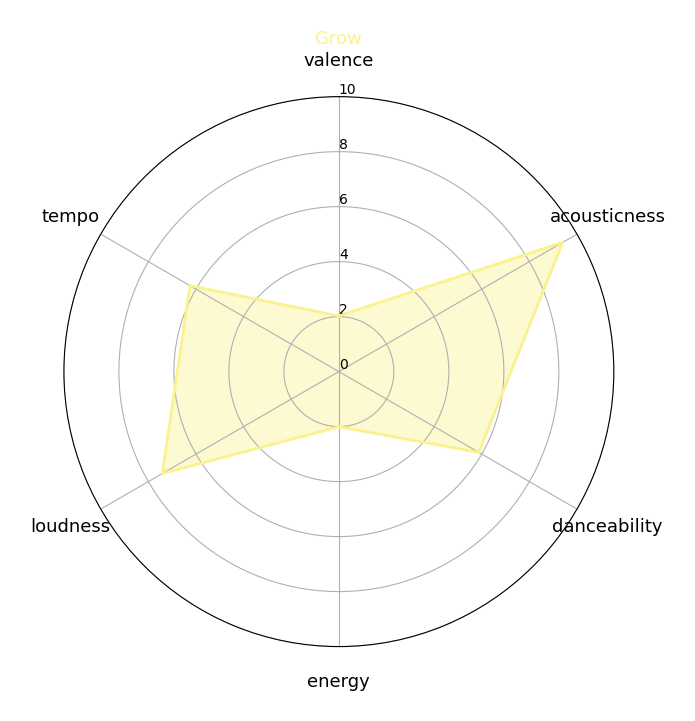 Grow
valence
10
8
tempo
6
acousticness
4
2
0
loudness
danceability
energy